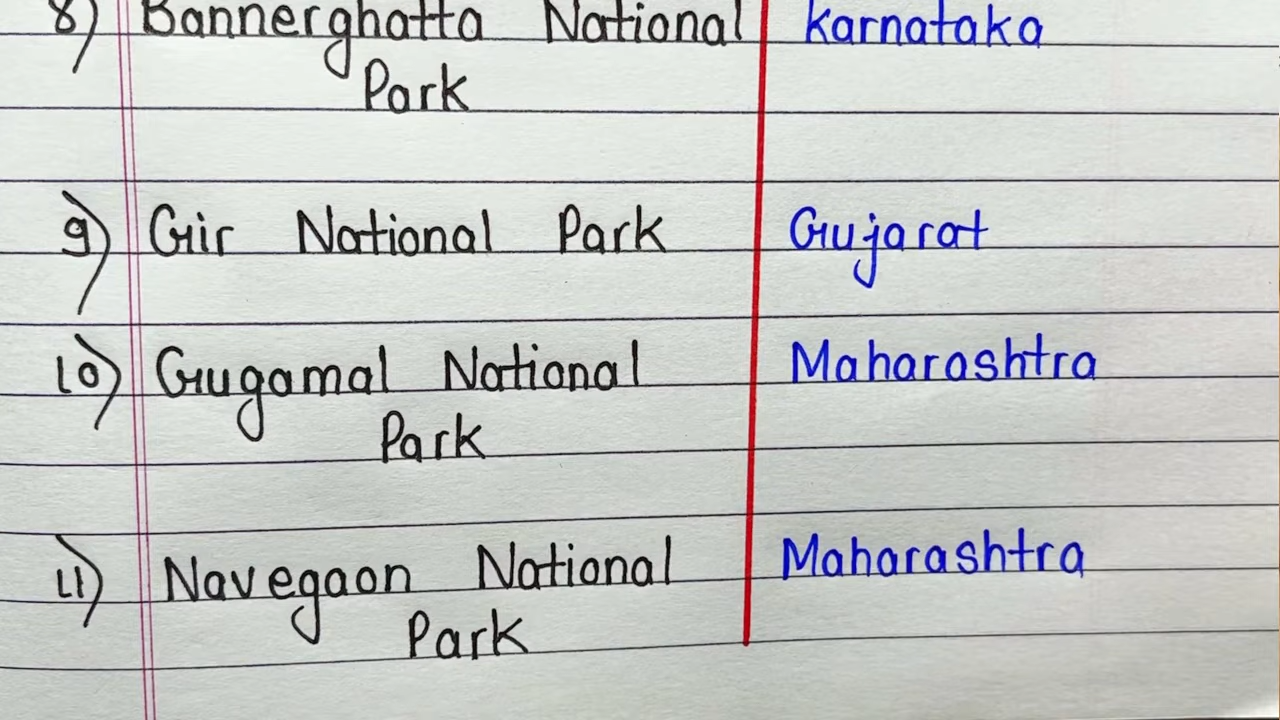 8) Bannerghatta National Karnataka
Park
9) Gir National Park Gujarat
10) Gugamal National Maharashtra
Park
11) Navegaon National Maharashtra
Park